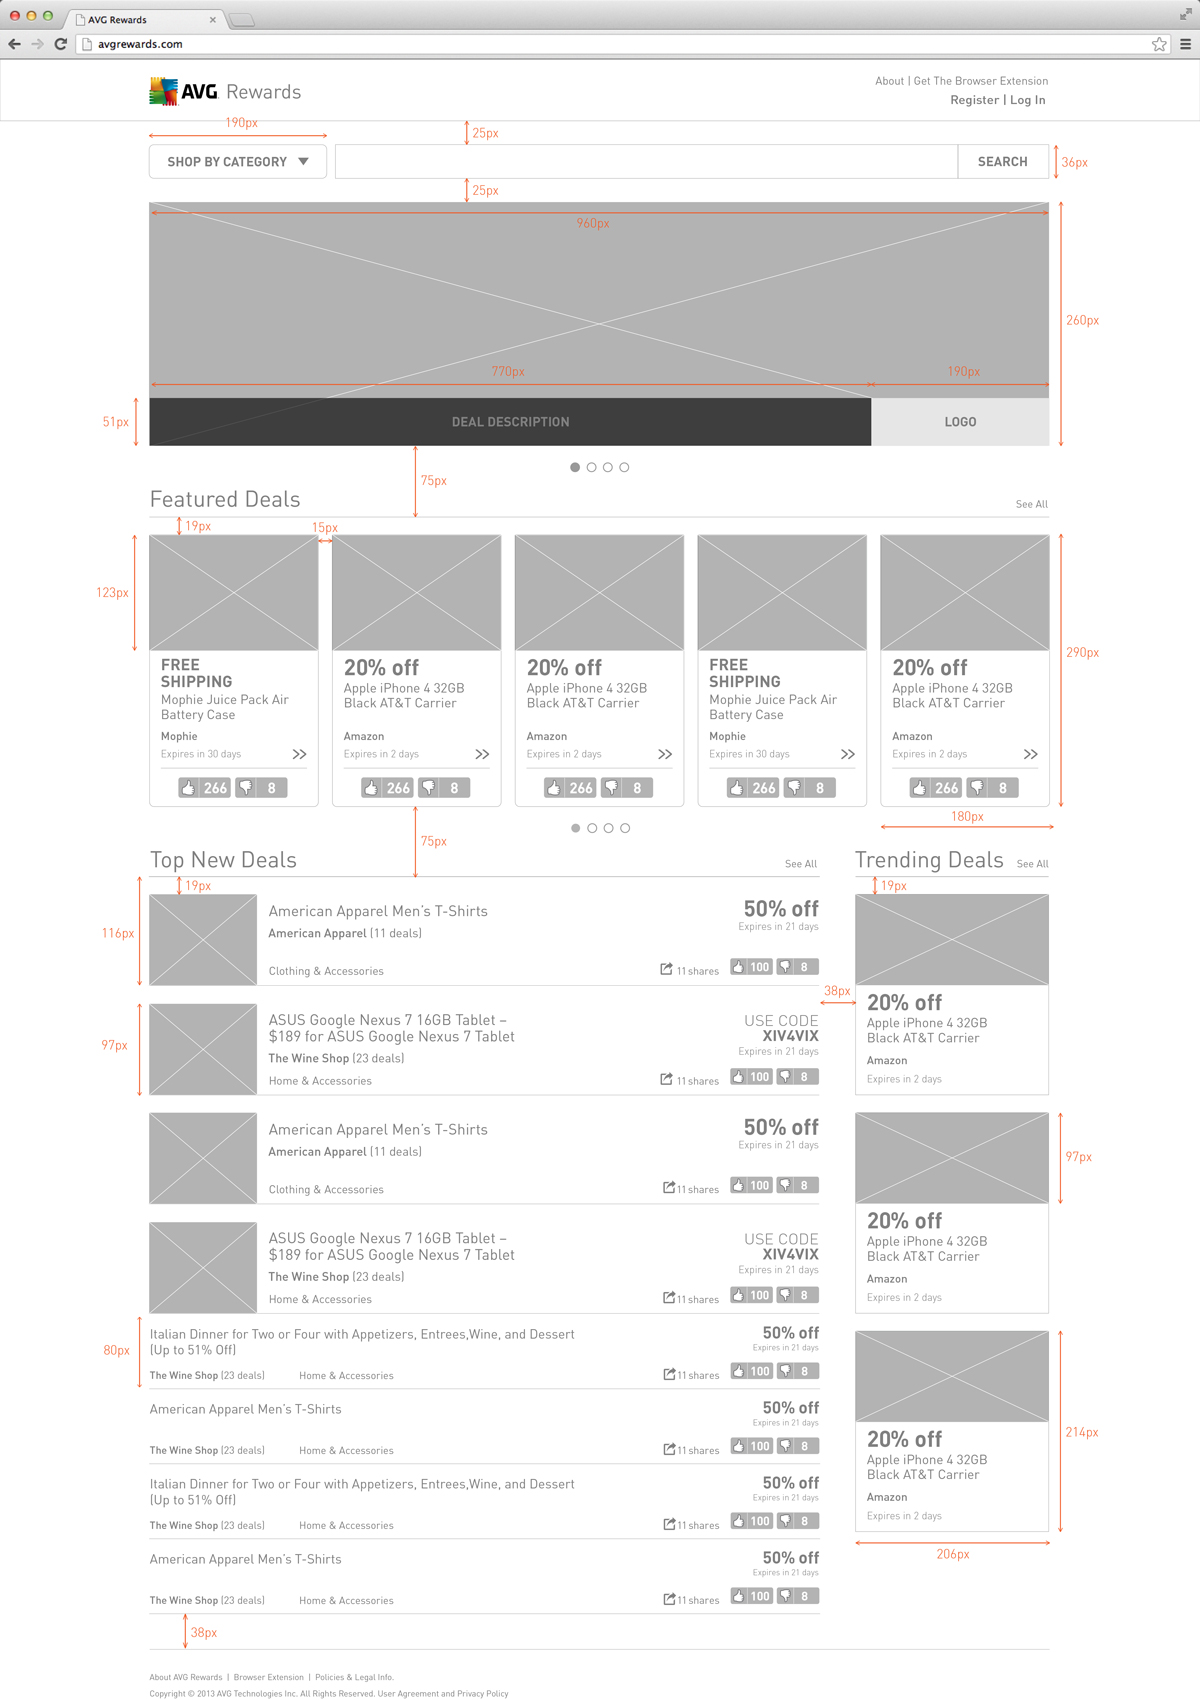 AVG Rewards
avgrewards.com
AVG Rewards
About | Get The Browser Extension
Register | Log In
190px
25px
SHOP BY CATEGORY
SEARCH
36px
25px
960px
260px
770px
190px
51px
DEAL DESCRIPTION
LOGO
75px
Featured Deals
See All
19px
15px
123px
290px
FREE
SHIPPING
Mophie Juice Pack Air
Battery Case
Mophie
Expires in 30 days
266 8
20% off
Apple iPhone 4 32GB
Black AT&T Carrier
Amazon
Expires in 2 days
266 8
20% off
Apple iPhone 4 32GB
Black AT&T Carrier
Amazon
Expires in 2 days
266 8
FREE
SHIPPING
Mophie Juice Pack Air
Battery Case
Mophie
Expires in 30 days
266 8
20% off
Apple iPhone 4 32GB
Black AT&T Carrier
Amazon
Expires in 2 days
266 8
180px
75px
Top New Deals
See All
19px
116px
American Apparel Men's T-Shirts
50% off
American Apparel (11 deals)
Expires in 21 days
Clothing & Accessories
11 shares 100 8
97px
ASUS Google Nexus 7 16GB Tablet –
$189 for ASUS Google Nexus 7 Tablet
USE CODE
XIV4VIX
The Wine Shop (23 deals)
Expires in 21 days
Home & Accessories
11 shares 100 8
American Apparel Men's T-Shirts
50% off
American Apparel (11 deals)
Expires in 21 days
Clothing & Accessories
11 shares 100 8
ASUS Google Nexus 7 16GB Tablet –
$189 for ASUS Google Nexus 7 Tablet
USE CODE
XIV4VIX
The Wine Shop (23 deals)
Expires in 21 days
Home & Accessories
11 shares 100 8
80px
Italian Dinner for Two or Four with Appetizers, Entrees,Wine, and Dessert
(Up to 51% Off)
50% off
Expires in 21 days
The Wine Shop (23 deals) Home & Accessories
11 shares 100 8
American Apparel Men's T-Shirts
50% off
Expires in 21 days
The Wine Shop (23 deals) Home & Accessories
11 shares 100 8
Italian Dinner for Two or Four with Appetizers, Entrees,Wine, and Dessert
(Up to 51% Off)
50% off
Expires in 21 days
The Wine Shop (23 deals) Home & Accessories
11 shares 100 8
American Apparel Men's T-Shirts
50% off
Expires in 21 days
The Wine Shop (23 deals) Home & Accessories
11 shares 100 8
38px
Trending Deals
See All
19px
38px
20% off
Apple iPhone 4 32GB
Black AT&T Carrier
Amazon
Expires in 2 days
97px
20% off
Apple iPhone 4 32GB
Black AT&T Carrier
Amazon
Expires in 2 days
214px
20% off
Apple iPhone 4 32GB
Black AT&T Carrier
Amazon
Expires in 2 days
206px
About AVG Rewards | Browser Extension | Policies & Legal Info.
Copyright © 2013 AVG Technologies Inc. All Rights Reserved. User Agreement and Privacy Policy